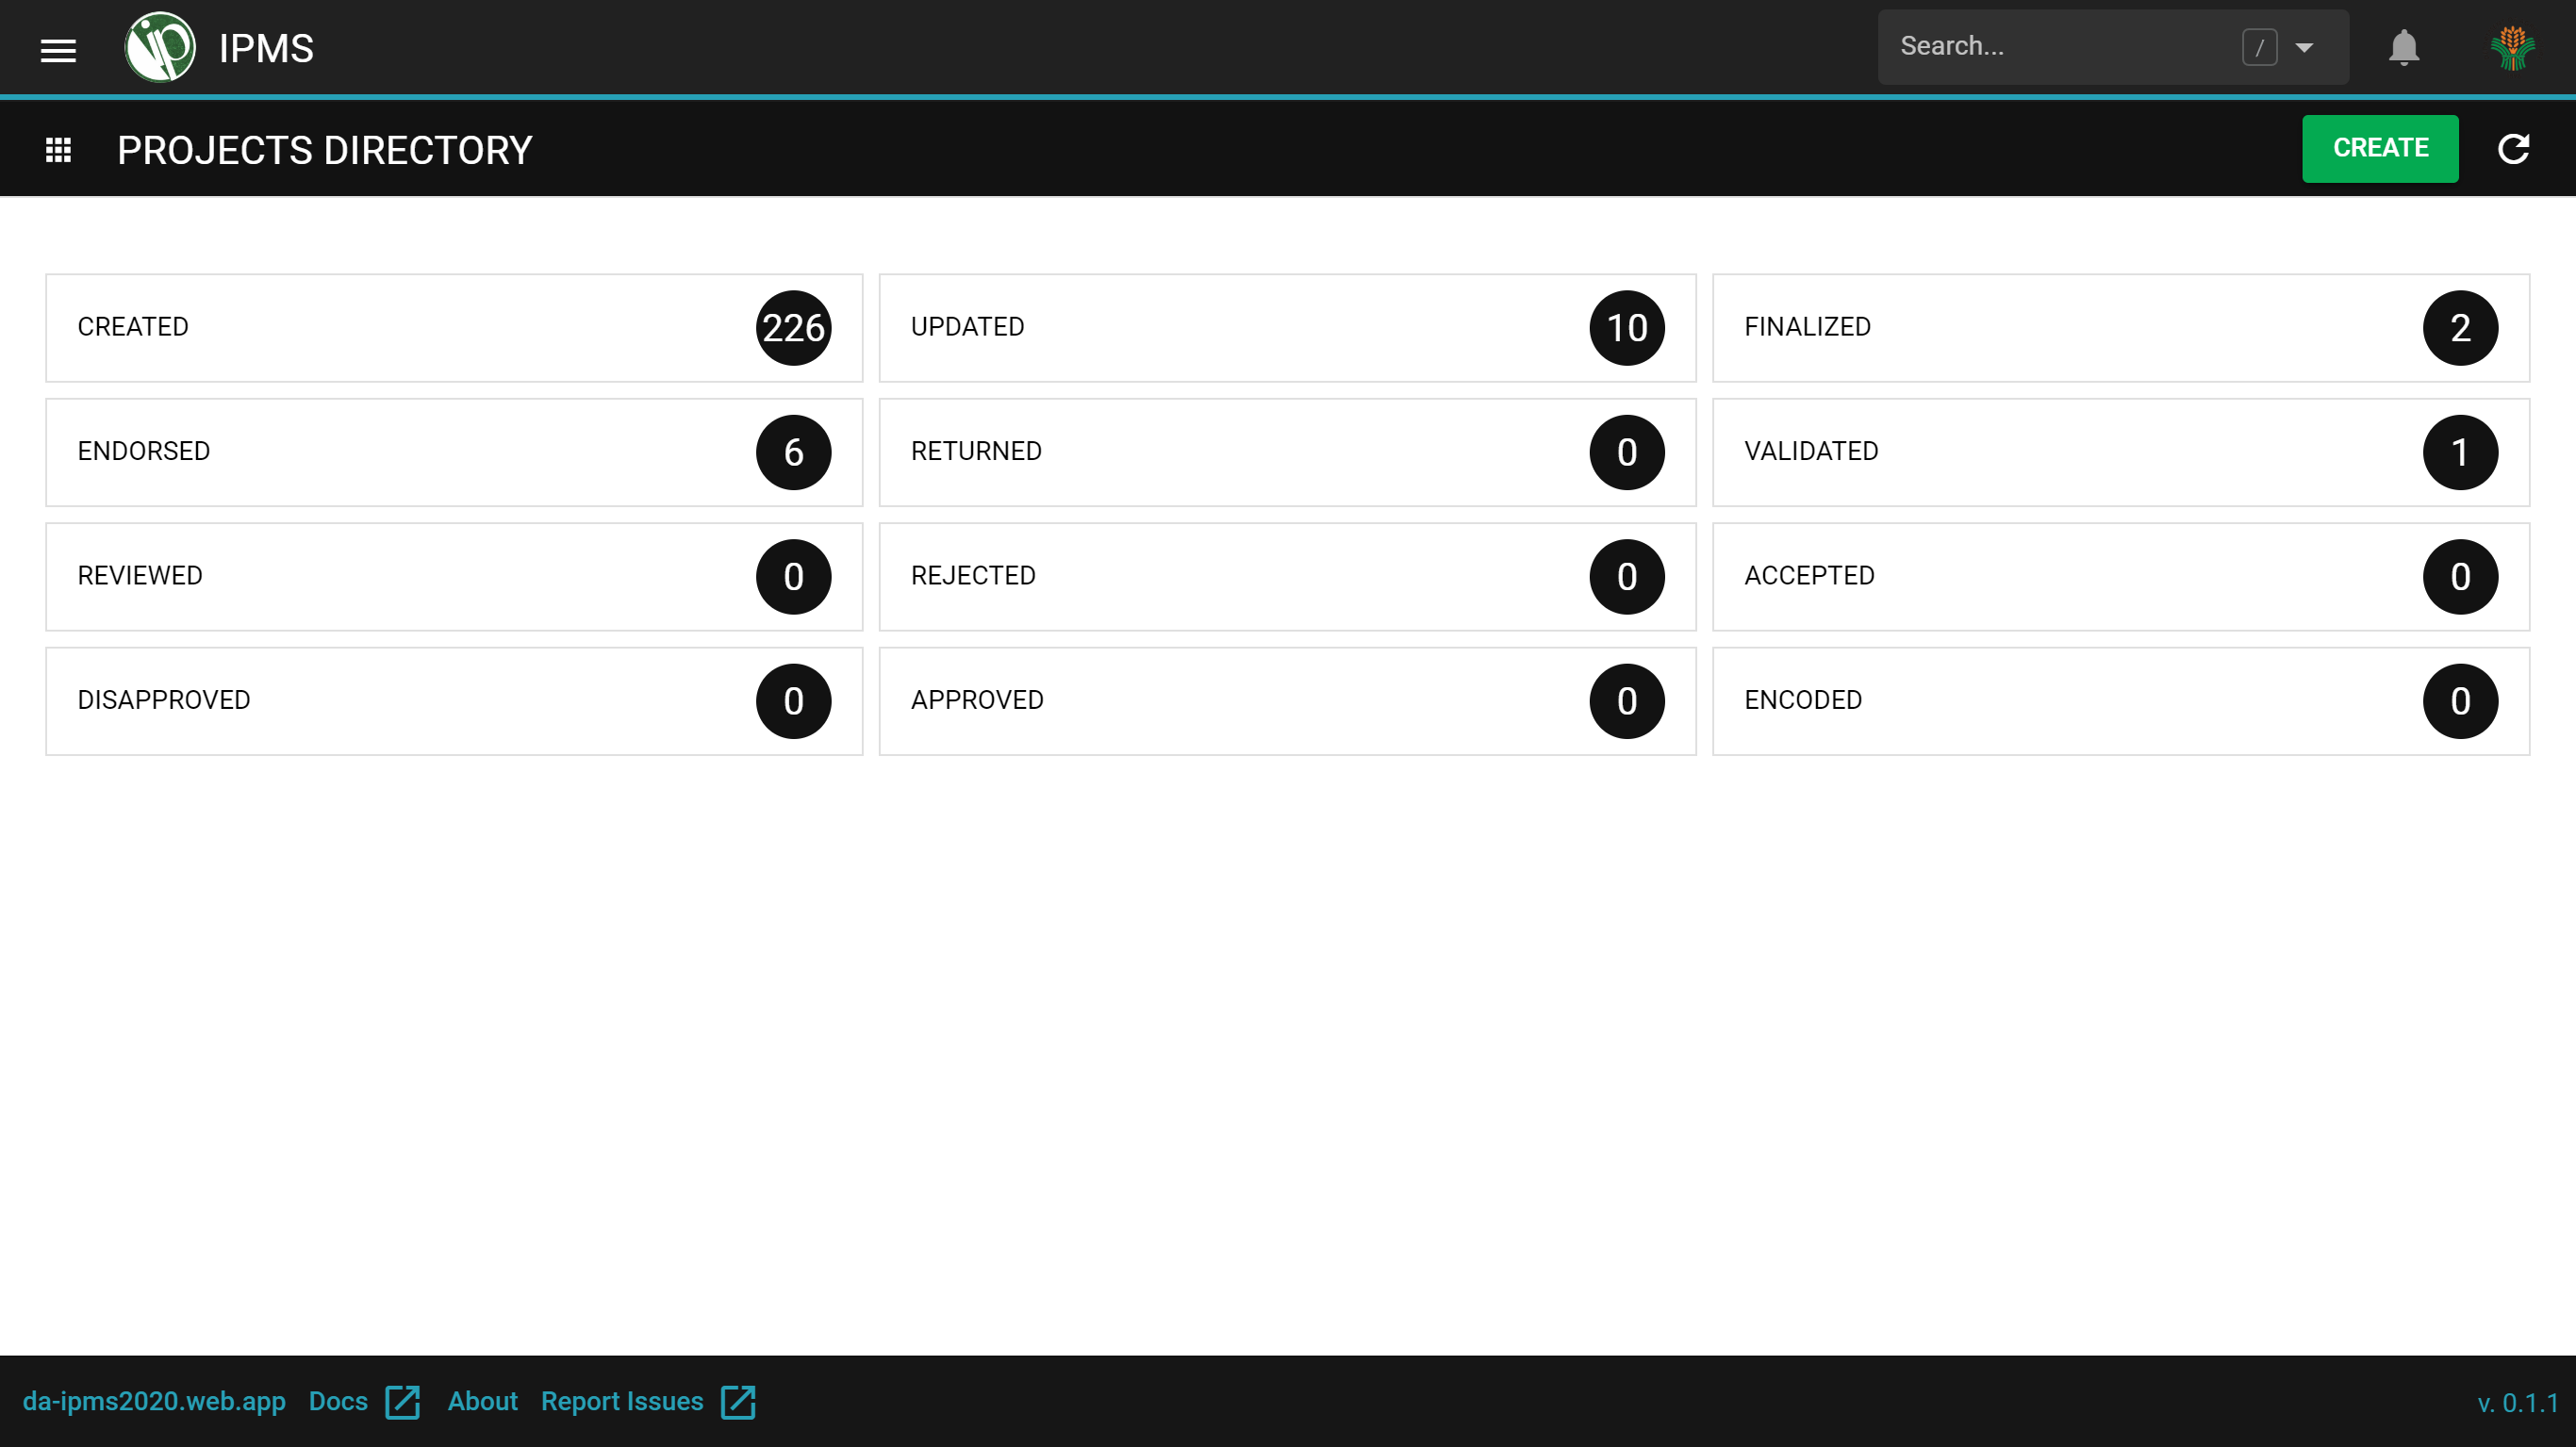 ip IPMS Search... /
PROJECTS DIRECTORY CREATE
CREATED 226 UPDATED 10 FINALIZED 2
ENDORSED 6 RETURNED 0 VALIDATED 1
REVIEWED 0 REJECTED 0 ACCEPTED 0
DISAPPROVED 0 APPROVED 0 ENCODED 0
da-ipms2020.web.app Docs About Report Issues v. 0.1.1